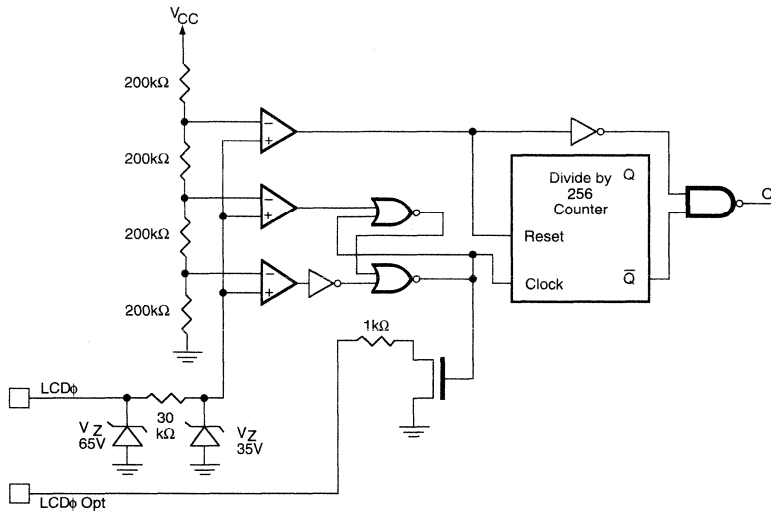 VCC
200kΩ
200kΩ
200kΩ
200kΩ
- +
- +
- +
Divide by
256
Counter
Q
Reset
Clock
Q̅
1kΩ
LCDϕ
30
kΩ
VZ
65V
VZ
35V
LCDϕ Opt